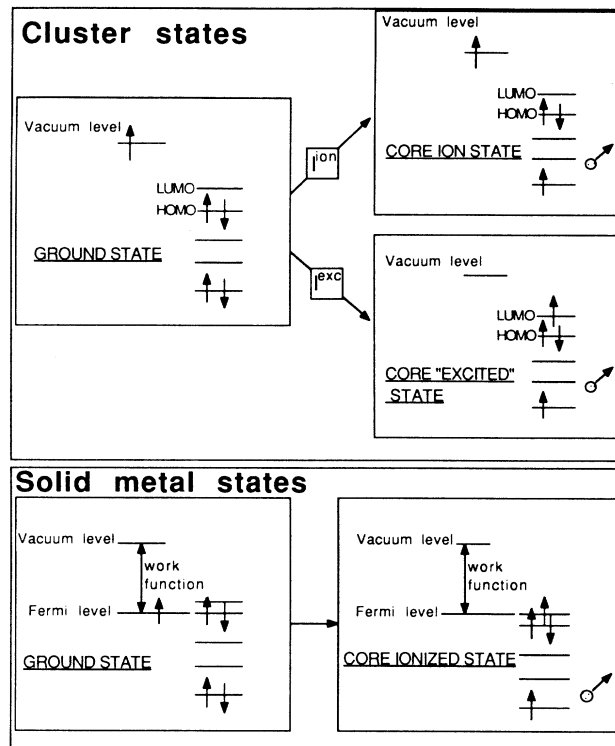 Cluster states
Vacuum level
LUMO
HOMO
GROUND STATE
I^ion
I^exc
Vacuum level
LUMO
HOMO
CORE ION STATE
Vacuum level
LUMO
HOMO
CORE "EXCITED"
STATE
Solid metal states
Vacuum level
work
function
Fermi level
GROUND STATE
Vacuum level
work
function
Fermi level
CORE IONIZED STATE